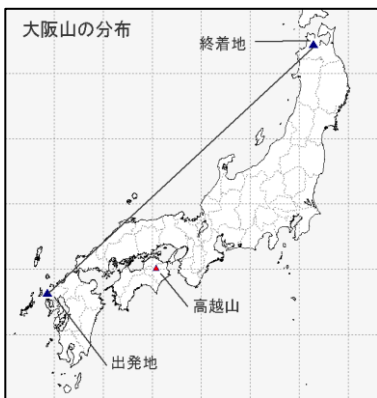 大阪山の分布
終着地
高越山
出発地